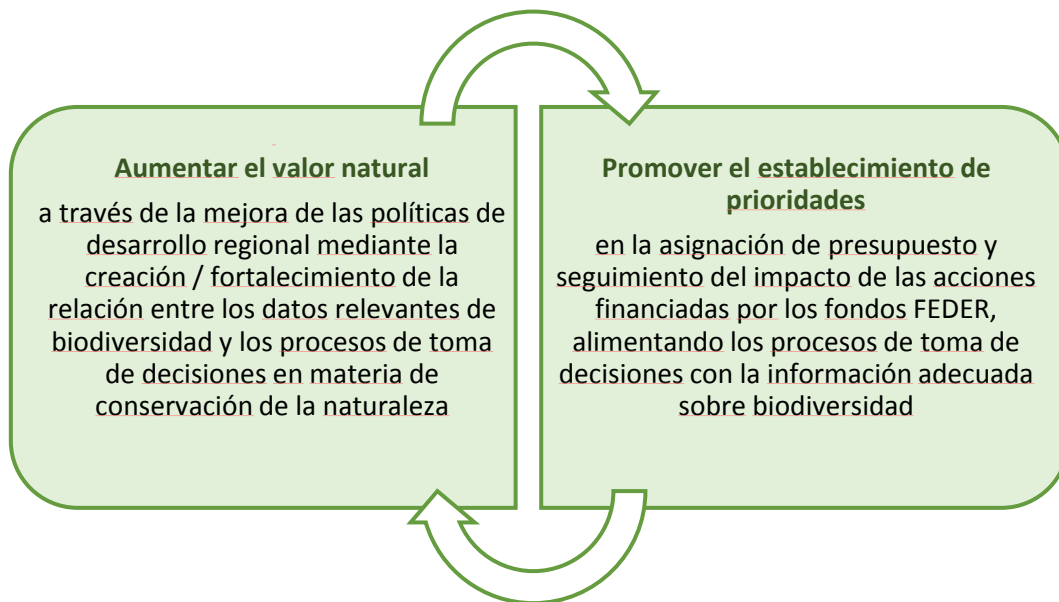 Aumentar el valor natural
a través de la mejora de las políticas de
desarrollo regional mediante la
creación / fortalecimiento de la
relación entre los datos relevantes de
biodiversidad y los procesos de toma
de decisiones en materia de
conservación de la naturaleza
Promover el establecimiento de
prioridades
en la asignación de presupuesto y
seguimiento del impacto de las acciones
financiadas por los fondos FEDER,
alimentando los procesos de toma de
decisiones con la información adecuada
sobre biodiversidad